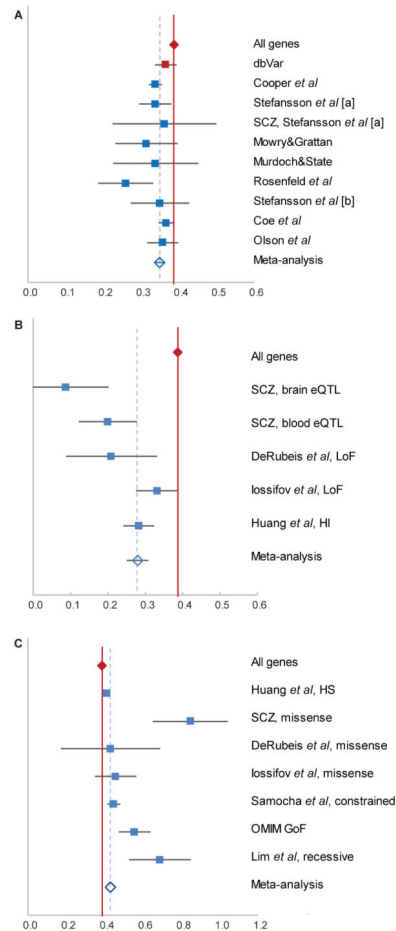 A
All genes
dbVar
Cooper et al
Stefansson et al [a]
SCZ, Stefansson et al [a]
Mowry&Grattan
Murdoch&State
Rosenfeld et al
Stefansson et al [b]
Coe et al
Olson et al
Meta-analysis
0.0 0.1 0.2 0.3 0.4 0.5 0.6
B
All genes
SCZ, brain eQTL
SCZ, blood eQTL
DeRubeis et al, LoF
Iossifov et al, LoF
Huang et al, HI
Meta-analysis
0.0 0.1 0.2 0.3 0.4 0.5 0.6
C
All genes
Huang et al, HS
SCZ, missense
DeRubeis et al, missense
Iossifov et al, missense
Samocha et al, constrained
OMIM GoF
Lim et al, recessive
Meta-analysis
0.0 0.2 0.4 0.6 0.8 1.0 1.2